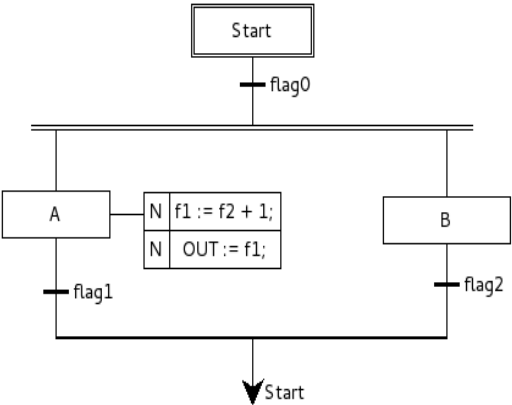 Start
flag0
A
N f1 := f2 + 1;
N OUT := f1;
B
flag1
flag2
Start